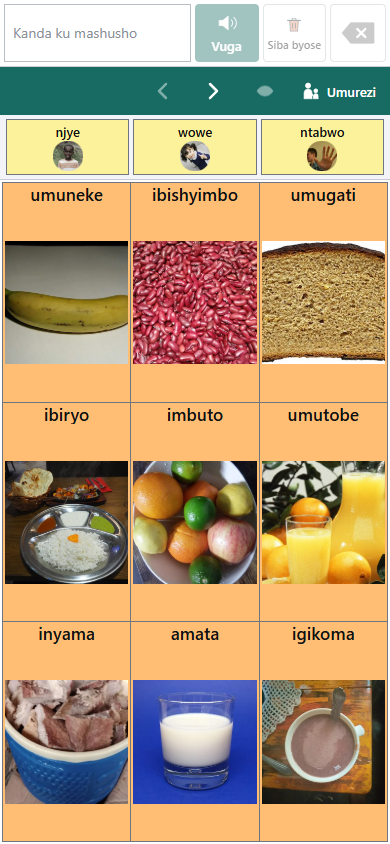 Kanda ku mashusho
Vuga
Siba byose
Umurezi
njye
wowe
ntabwo
umuneke
ibishyimbo
umugati
ibiryo
imbuto
umutobe
inyama
amata
igikoma